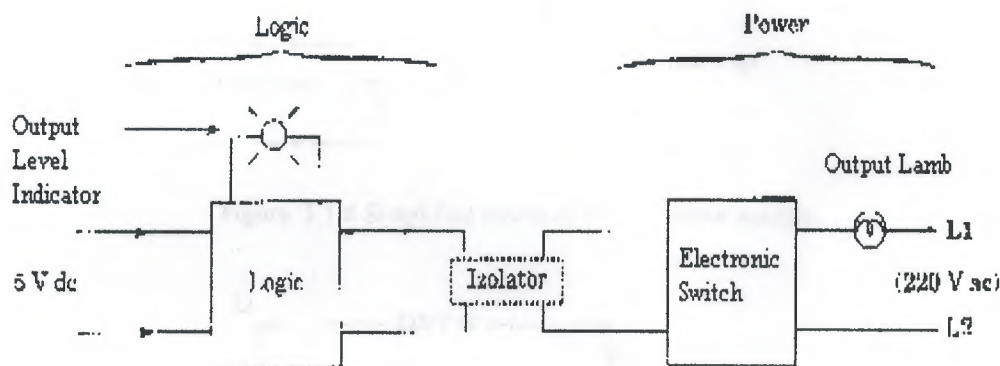 Logic
Power
Output
Level
Indicator
Output Lamb
L1
5 V dc
Logic
Izolator
Electronic
Switch
(220 V ac)
L2